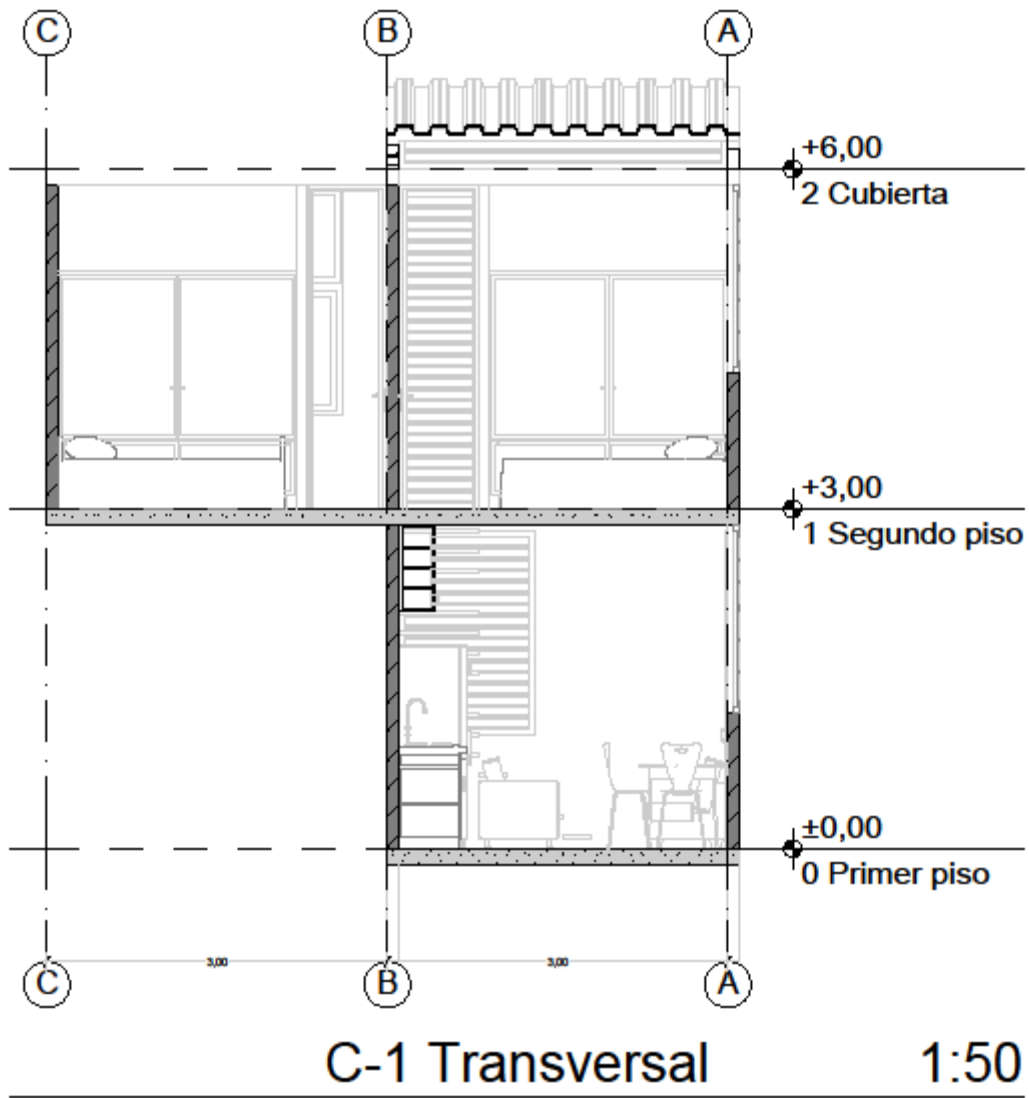 C B A
+6,00
2 Cubierta
+3,00
1 Segundo piso
±0,00
0 Primer piso
3,00 3,00
C B A
C-1 Transversal 1:50